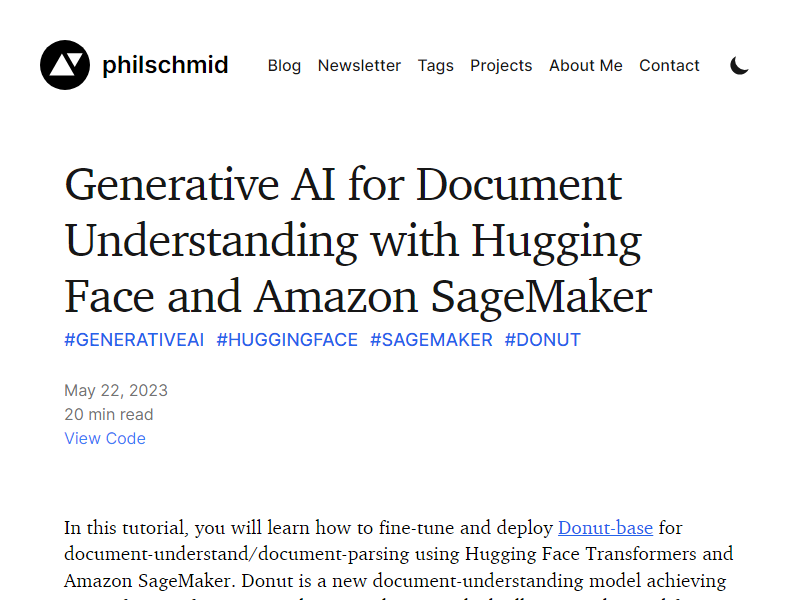 philschmid Blog Newsletter Tags Projects About Me Contact
Generative AI for Document
Understanding with Hugging
Face and Amazon SageMaker
#GENERATIVEAI #HUGGINGFACE #SAGEMAKER #DONUT
May 22, 2023
20 min read
View Code
In this tutorial, you will learn how to fine-tune and deploy Donut-base for
document-understand/document-parsing using Hugging Face Transformers and
Amazon SageMaker. Donut is a new document-understanding model achieving